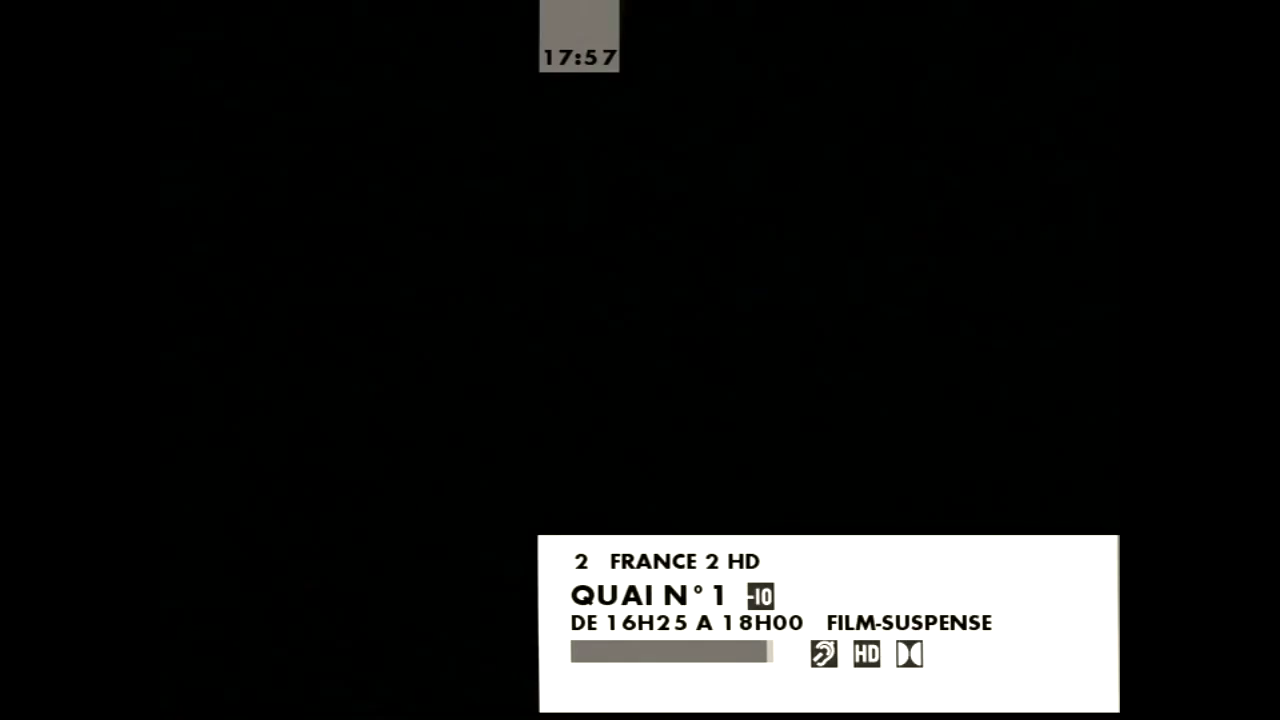 17:57
2 FRANCE 2 HD
QUAI N°1 -10
DE 16H25 A 18H00 FILM-SUSPENSE
HD